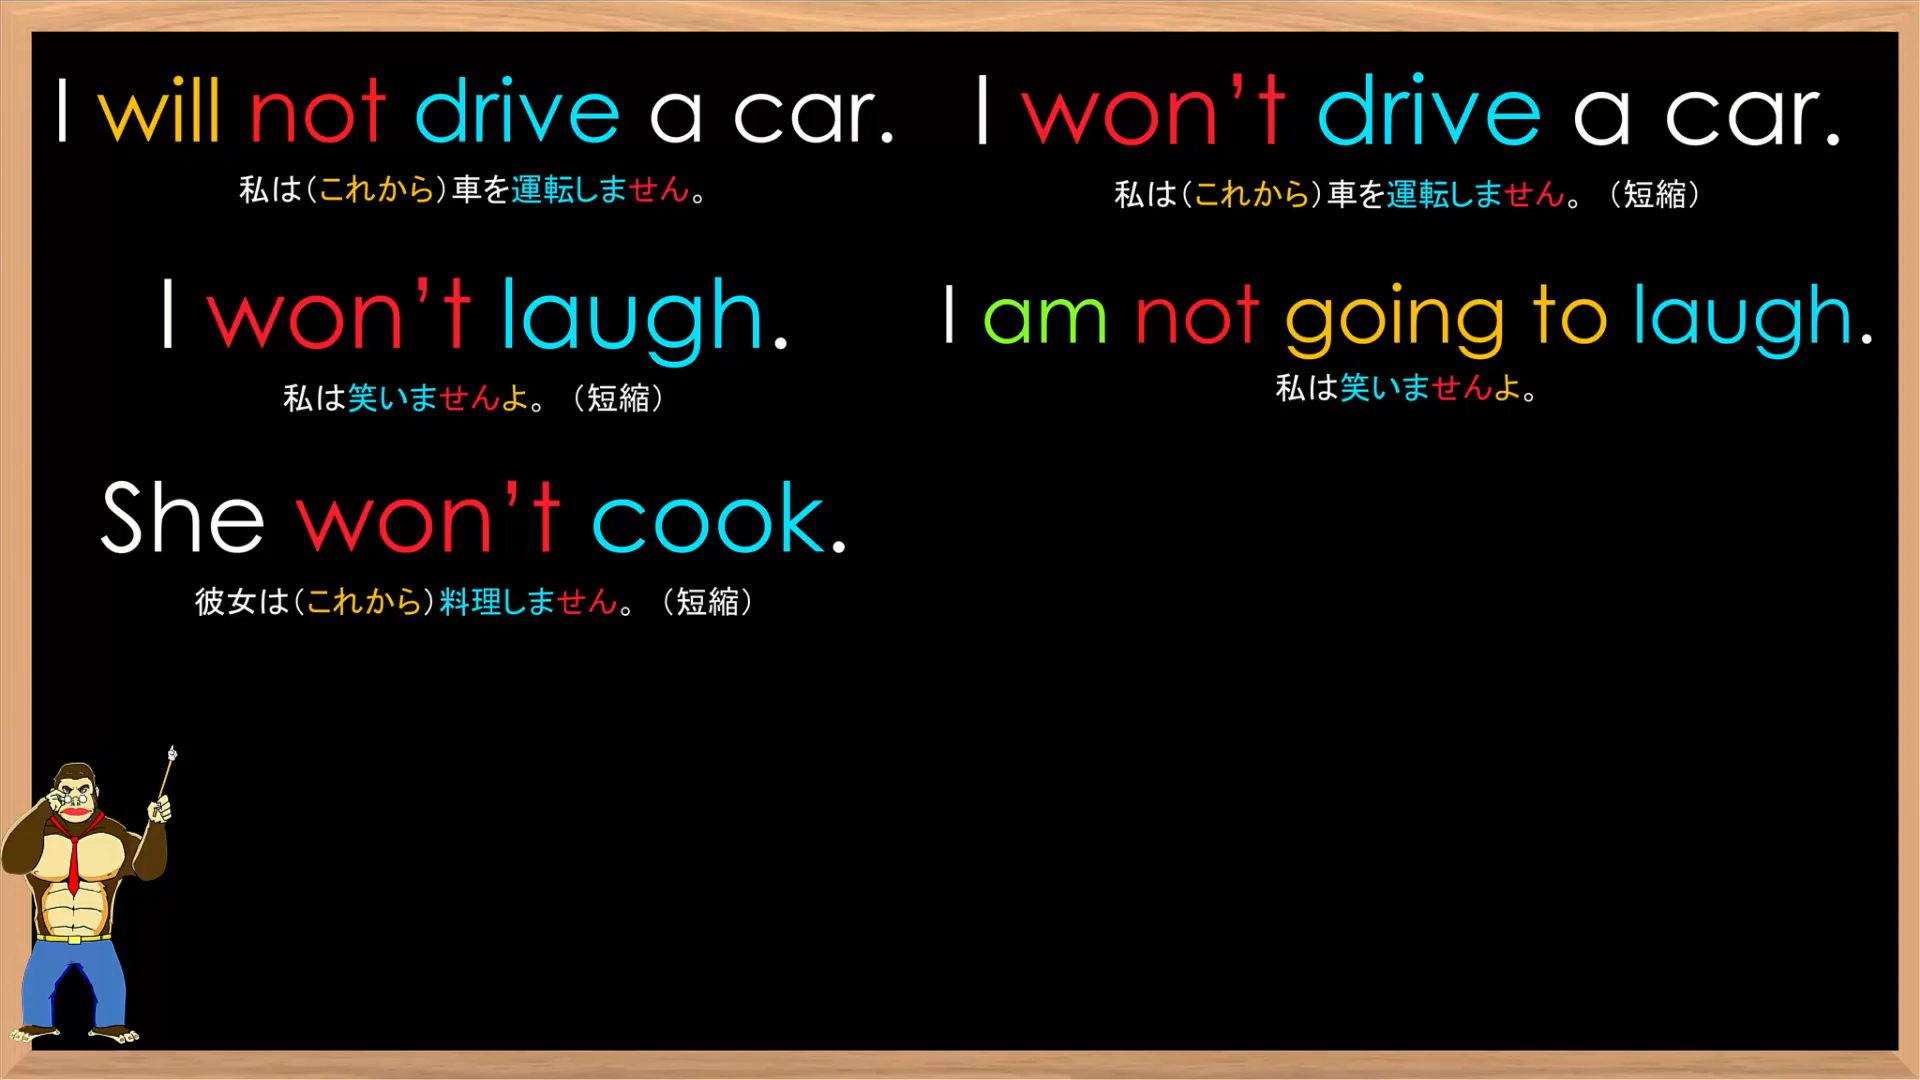 I will not drive a car.
私は(これから)車を運転しません。
I won’t drive a car.
私は(これから)車を運転しません。(短縮)
I won’t laugh.
私は笑いませんよ。(短縮)
I am not going to laugh.
私は笑いませんよ。
She won’t cook.
彼女は(これから)料理しません。(短縮)